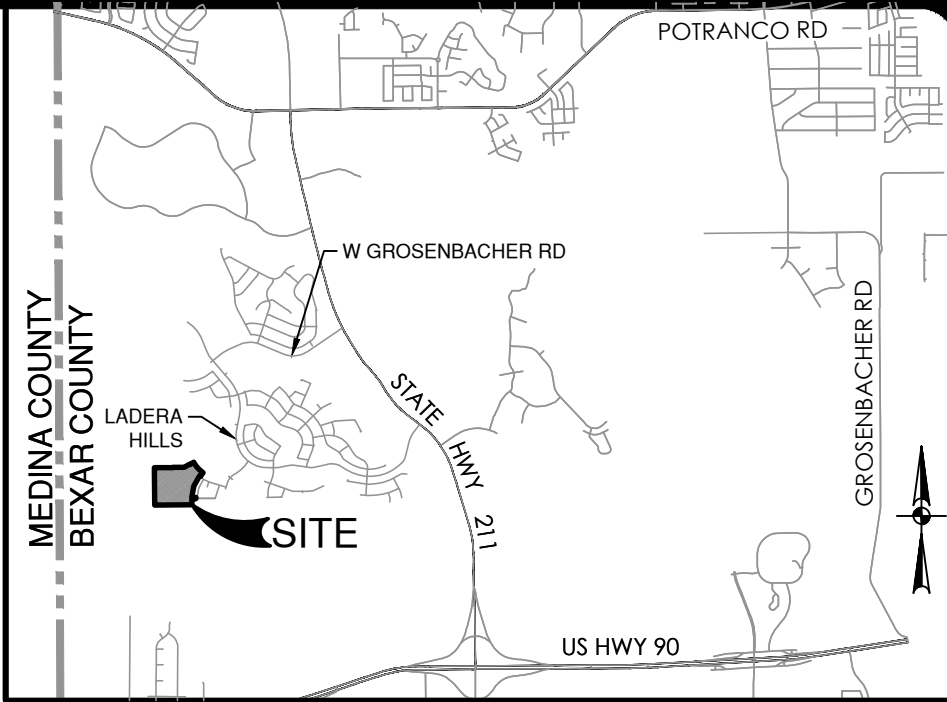 POTRANCO RD
W GROSENBACHER RD
MEDINA COUNTY
BEXAR COUNTY
GROSENBACHER RD
STATE HWY 211
LADERA
HILLS
SITE
US HWY 90